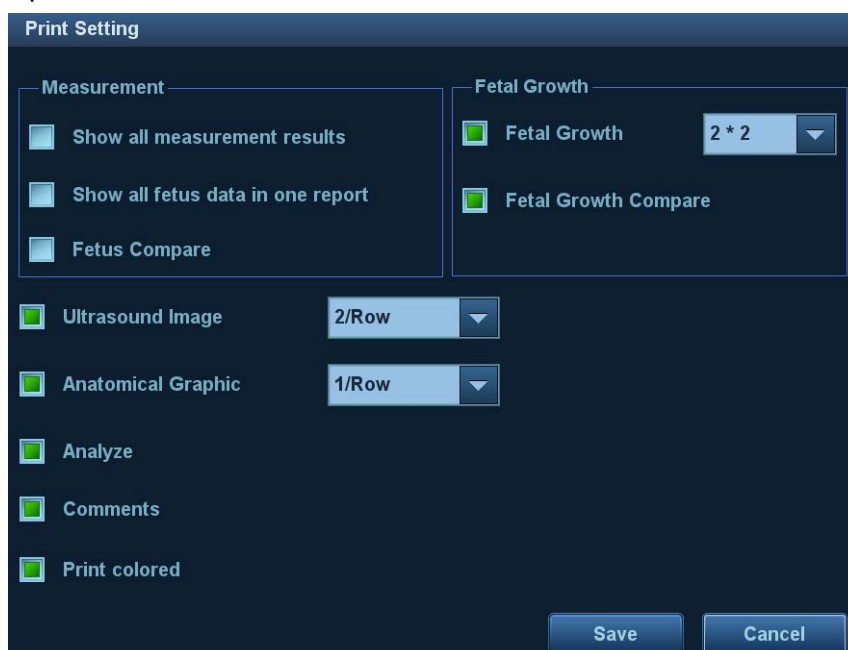 Print Setting
Measurement
Show all measurement results
Show all fetus data in one report
Fetus Compare
Fetal Growth
Fetal Growth 2 * 2
Fetal Growth Compare
Ultrasound Image 2/Row
Anatomical Graphic 1/Row
Analyze
Comments
Print colored
Save Cancel